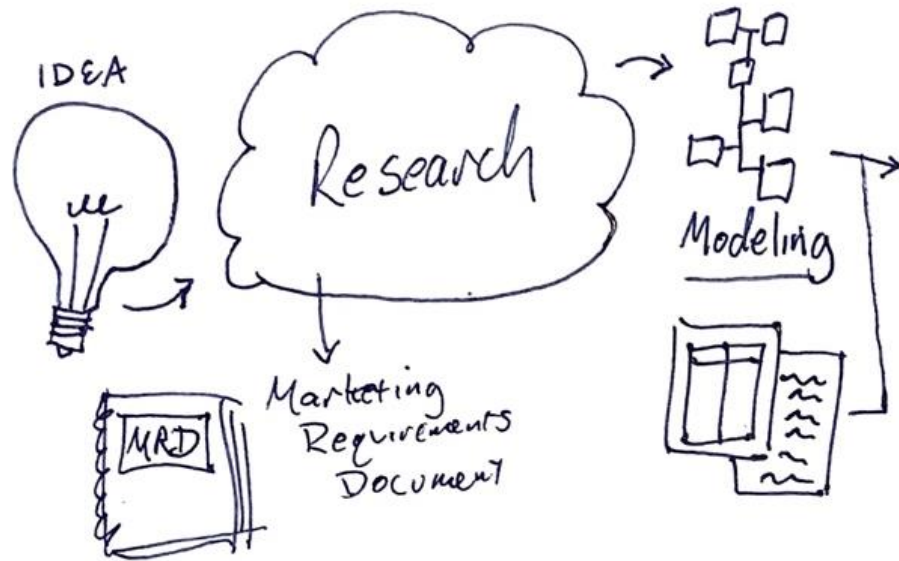 IDEA
Research
Modeling
MRD
Marketing
Requirements
Document